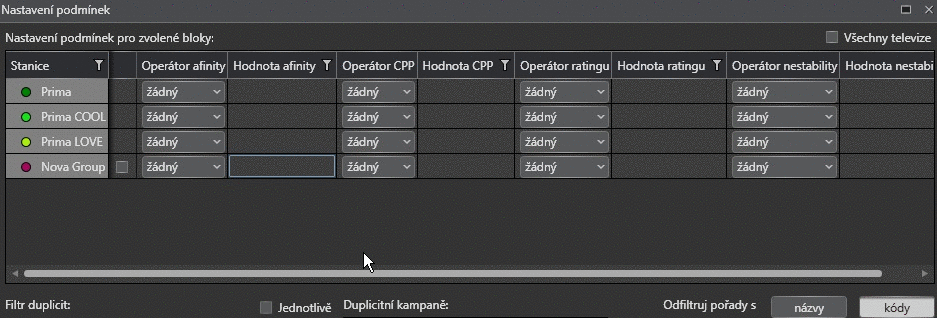 Nastavení podmínek
Nastavení podmínek pro zvolené bloky: Všechny televize
Stanice Operátor afinity Hodnota afinity Operátor CPP Hodnota CPP Operátor ratingu Hodnota ratingu Operátor nestability Hodnota nestabi
Prima žádný žádný žádný žádný
Prima COOL žádný žádný žádný žádný
Prima LOVE žádný žádný žádný žádný
Nova Group žádný žádný žádný žádný
Filtr duplicit: Jednotlivě Duplicitní kampaně: Odfiltruj pořady s názvy kódy